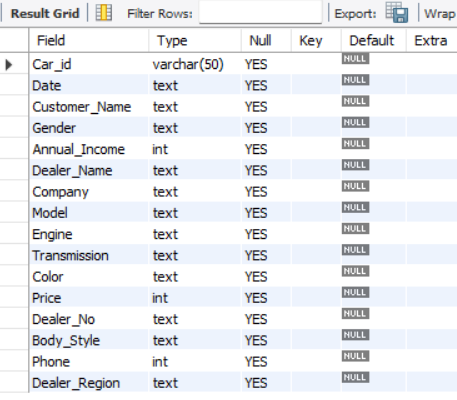 Result Grid Filter Rows: Export: Wrap
Field Type Null Key Default Extra
Car_id varchar(50) YES NULL
Date text YES NULL
Customer_Name text YES NULL
Gender text YES NULL
Annual_Income int YES NULL
Dealer_Name text YES NULL
Company text YES NULL
Model text YES NULL
Engine text YES NULL
Transmission text YES NULL
Color text YES NULL
Price int YES NULL
Dealer_No text YES NULL
Body_Style text YES NULL
Phone int YES NULL
Dealer_Region text YES NULL